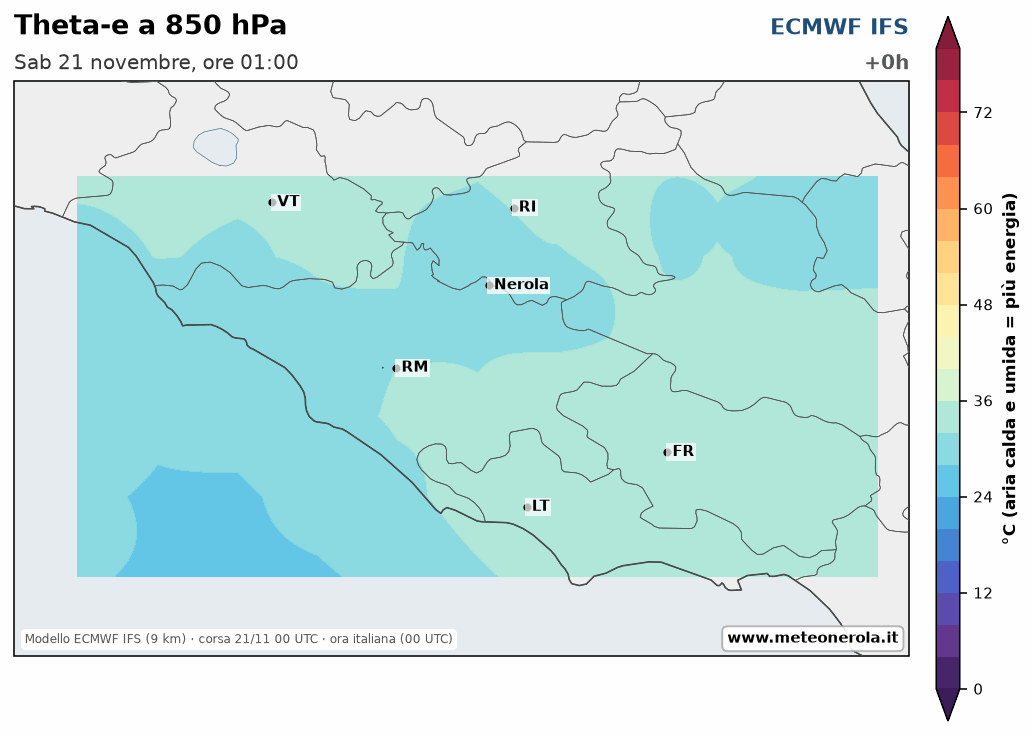 Theta-e a 850 hPa
ECMWF IFS
Sab 21 novembre, ore 01:00
+0h
VT
RI
Nerola
RM
FR
LT
72
60
48
36
24
12
0
°C (aria calda e umida = più energia)
Modello ECMWF IFS (9 km) · corsa 21/11 00 UTC · ora italiana (00 UTC)
www.meteonerola.it